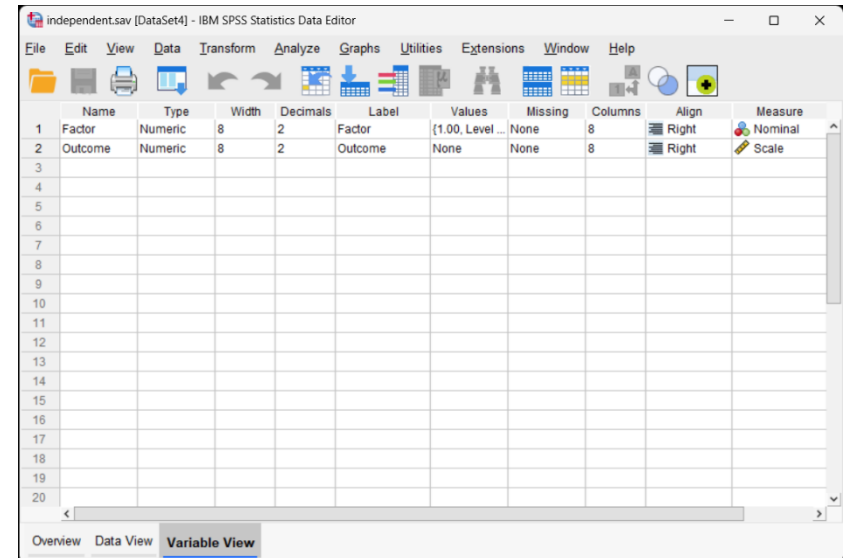 independent.sav [DataSet4] - IBM SPSS Statistics Data Editor
File Edit View Data Transform Analyze Graphs Utilities Extensions Window Help
A
1
μ
Name Type Width Decimals Label Values Missing Columns Align Measure
1 Factor Numeric 8 2 Factor {1.00, Level ... None 8 Right Nominal
2 Outcome Numeric 8 2 Outcome None None 8 Right Scale
3
4
5
6
7
8
9
10
11
12
13
14
15
16
17
18
19
20
Overview Data View Variable View